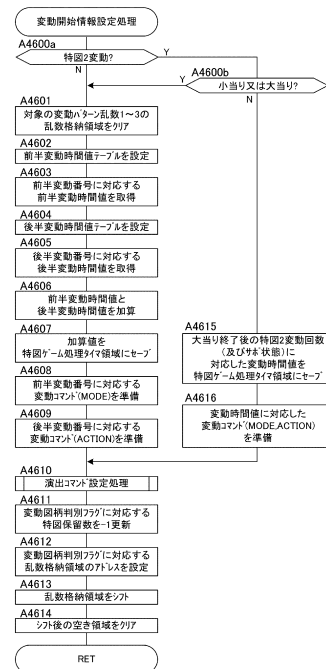 変動開始情報設定処理
A4600a
特図2変動?
Y
N
A4600b
小当り又は大当り?
Y
N
A4601
対象の変動パターン乱数1~3の
乱数格納領域をクリア
A4602
前半変動時間値テーブルを設定
A4603
前半変動番号に対応する
前半変動時間値を取得
A4604
後半変動時間値テーブルを設定
A4605
後半変動番号に対応する
後半変動時間値を取得
A4606
前半変動時間値と
後半変動時間値を加算
A4607
加算値を
特図ゲーム処理タイマ領域にセーブ
A4608
前半変動番号に対応する
変動コマンド(MODE)を準備
A4609
後半変動番号に対応する
変動コマンド(ACTION)を準備
A4615
大当り終了後の特図2変動回数
(及びサポ状態)に
対応した変動時間値を
特図ゲーム処理タイマ領域にセーブ
A4616
変動時間値に対応した
変動コマンド(MODE,ACTION)
を準備
A4610
演出コマンド設定処理
A4611
変動図柄判別フラグに対応する
特図保留数を-1更新
A4612
変動図柄判別フラグに対応する
乱数格納領域のアドレスを設定
A4613
乱数格納領域をシフト
A4614
シフト後の空き領域をクリア
RET